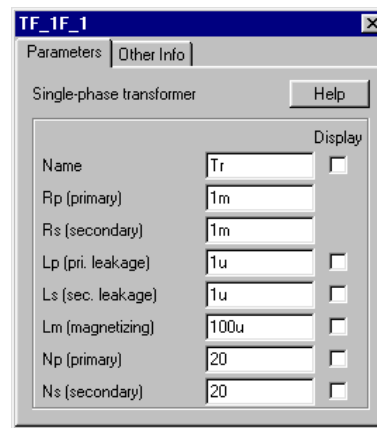 TF_1F_1
Parameters Other Info
Single-phase transformer Help
Display
Name Tr
Rp (primary) 1m
Rs (secondary) 1m
Lp (pri. leakage) 1u
Ls (sec. leakage) 1u
Lm (magnetizing) 100u
Np (primary) 20
Ns (secondary) 20